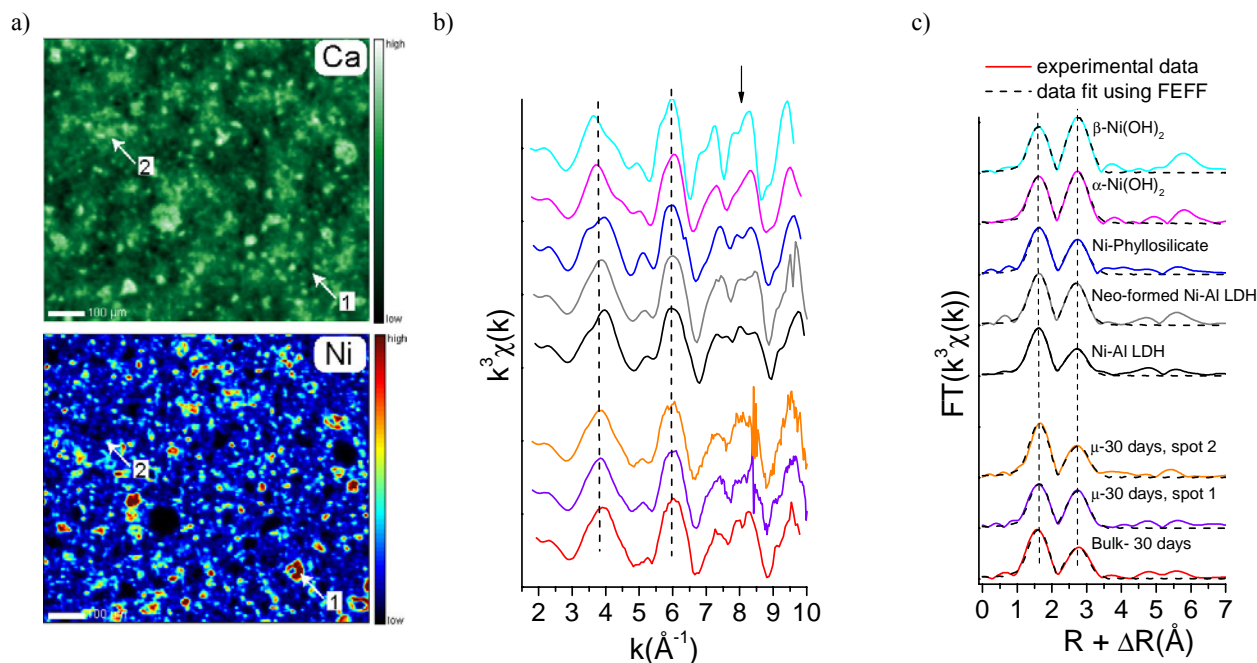 a)
Ca
high
low
2
1
100 μm
Ni
high
low
2
1
100 μm
b)
k³χ(k)
2 3 4 5 6 7 8 9 10
k(Å⁻¹)
c)
experimental data
data fit using FEFF
β-Ni(OH)₂
α-Ni(OH)₂
Ni-Phyllosilicate
Neo-formed Ni-Al LDH
Ni-Al LDH
μ-30 days, spot 2
μ-30 days, spot 1
Bulk- 30 days
FT(k³χ(k))
0 1 2 3 4 5 6 7
R + ΔR(Å)